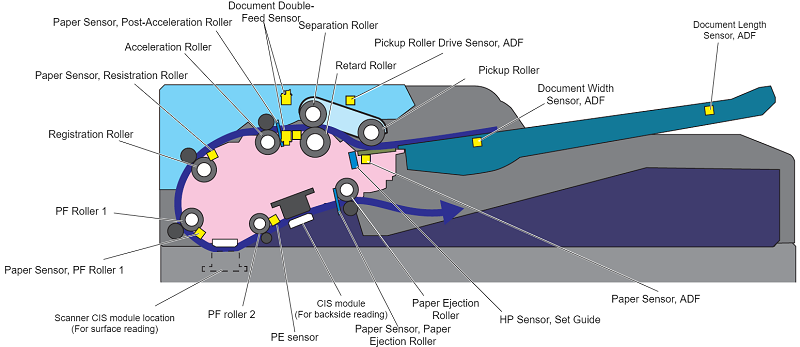 Document Double-
Feed Sensor
Paper Sensor, Post-Acceleration Roller
Separation Roller
Document Length
Sensor, ADF
Acceleration Roller
Pickup Roller Drive Sensor, ADF
Retard Roller
Paper Sensor, Resistration Roller
Pickup Roller
Document Width
Sensor, ADF
Registration Roller
PF Roller 1
Paper Sensor, PF Roller 1
Scanner CIS module location
(For surface reading)
PF roller 2
PE sensor
CIS module
(For backside reading)
Paper Sensor, Paper
Ejection Roller
Paper Ejection
Roller
HP Sensor, Set Guide
Paper Sensor, ADF